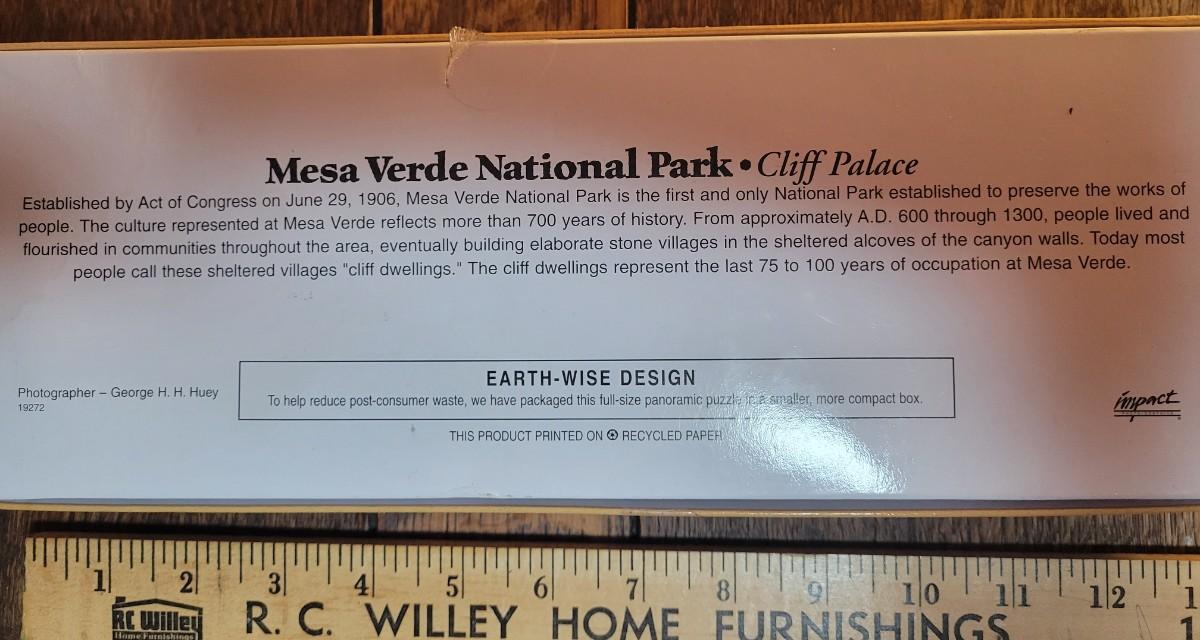 Mesa Verde National Park • Cliff Palace
Established by Act of Congress on June 29, 1906, Mesa Verde National Park is the first and only National Park established to preserve the works of
people. The culture represented at Mesa Verde reflects more than 700 years of history. From approximately A.D. 600 through 1300, people lived and
flourished in communities throughout the area, eventually building elaborate stone villages in the sheltered alcoves of the canyon walls. Today most
people call these sheltered villages "cliff dwellings." The cliff dwellings represent the last 75 to 100 years of occupation at Mesa Verde.
Photographer – George H. H. Huey
19272
EARTH-WISE DESIGN
To help reduce post-consumer waste, we have packaged this full-size panoramic puzzle in a smaller, more compact box.
THIS PRODUCT PRINTED ON RECYCLED PAPER
impact
1 2 3 4 5 6 7 8 9 10 11 12 1
RC Willey
Home Furnishings
R. C. WILLEY HOME FURNISHINGS